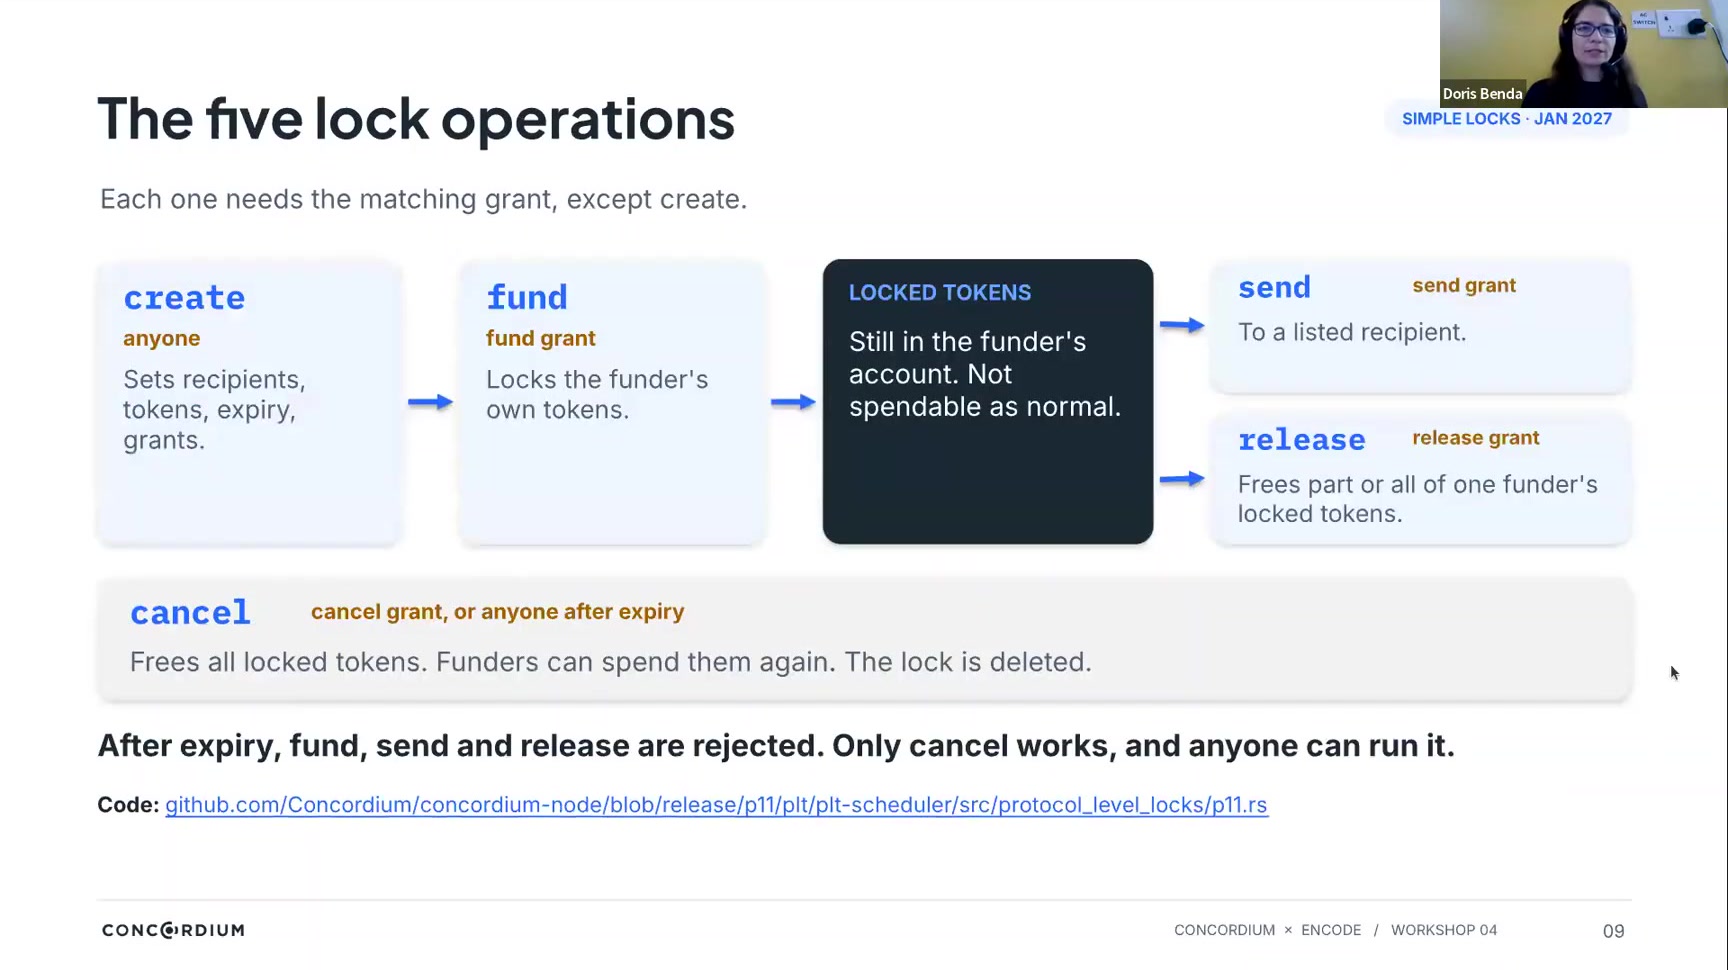 The five lock operations
AC
SWITCH
Doris Benda
SIMPLE LOCKS · JAN 2027
Each one needs the matching grant, except create.
create
anyone
Sets recipients,
tokens, expiry,
grants.
fund
fund grant
Locks the funder's
own tokens.
LOCKED TOKENS
Still in the funder's
account. Not
spendable as normal.
send send grant
To a listed recipient.
release release grant
Frees part or all of one funder's
locked tokens.
cancel cancel grant, or anyone after expiry
Frees all locked tokens. Funders can spend them again. The lock is deleted.
After expiry, fund, send and release are rejected. Only cancel works, and anyone can run it.
Code: github.com/Concordium/concordium-node/blob/release/p11/plt/plt-scheduler/src/protocol_level_locks/p11.rs
CONCORDIUM
CONCORDIUM × ENCODE / WORKSHOP 04
09